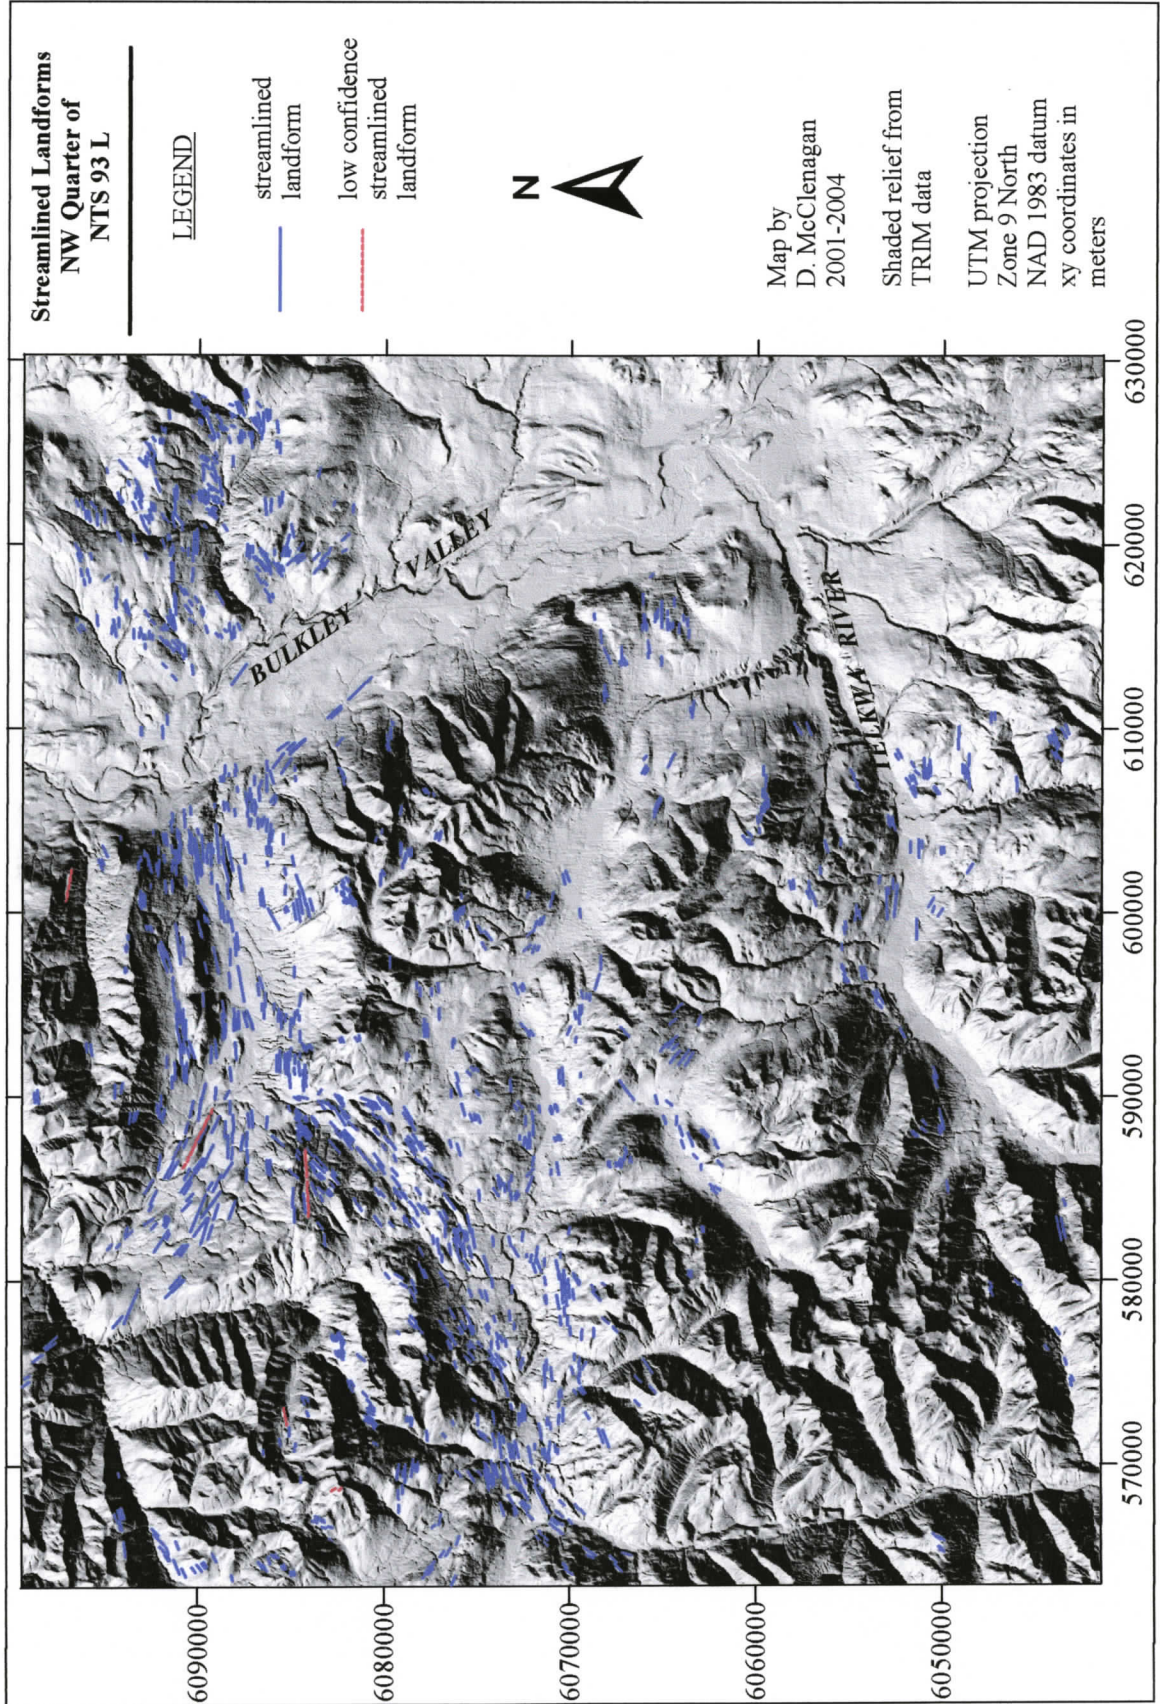 Streamlined Landforms
NW Quarter of
NTS 93 L
LEGEND
streamlined
landform
low confidence
streamlined
landform
N
Map by
D. McClenagan
2001-2004
Shaded relief from
TRIM data
UTM projection
Zone 9 North
NAD 1983 datum
xy coordinates in
meters
BULKLEY VALLEY
TELKWA RIVER
6090000
6080000
6070000
6060000
6050000
570000
580000
590000
600000
610000
620000
630000